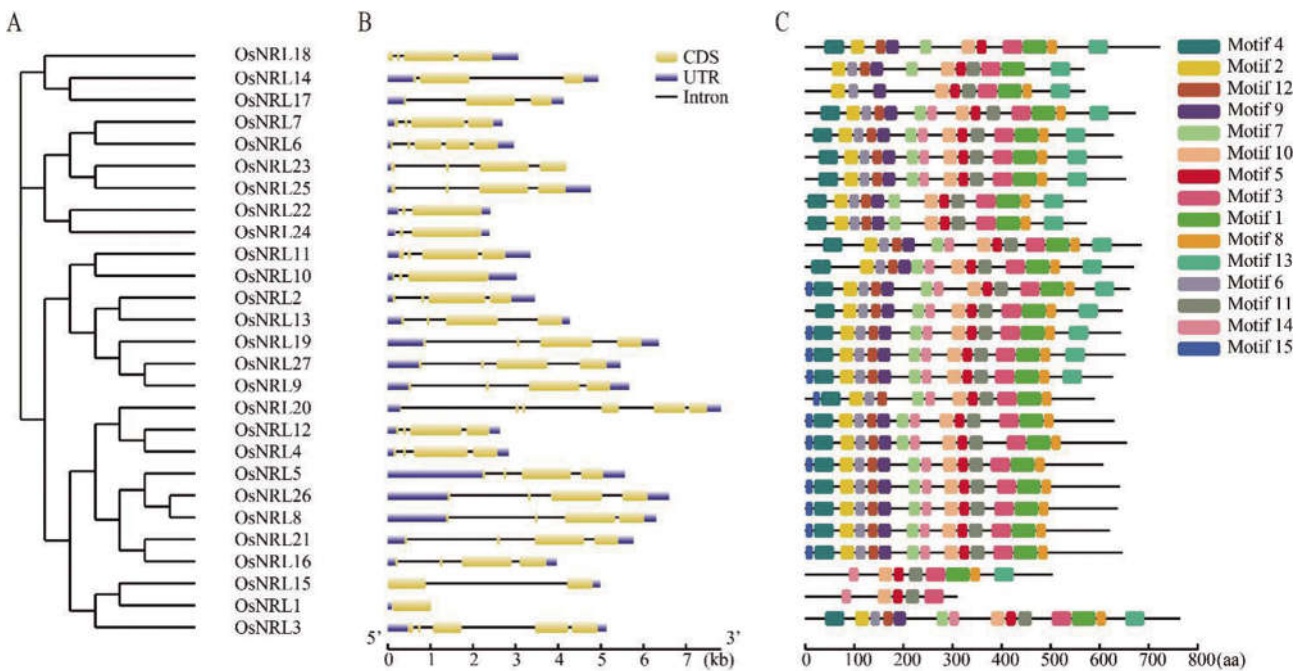 A
B
C
OsNRL18
OsNRL14
OsNRL17
OsNRL7
OsNRL6
OsNRL23
OsNRL25
OsNRL22
OsNRL24
OsNRL11
OsNRL10
OsNRL2
OsNRL13
OsNRL19
OsNRL27
OsNRL9
OsNRL20
OsNRL12
OsNRL4
OsNRL5
OsNRL26
OsNRL8
OsNRL21
OsNRL16
OsNRL15
OsNRL1
OsNRL3
CDS
UTR
Intron
5’ 3’
0 1 2 3 4 5 6 7 (kb)
Motif 4
Motif 2
Motif 12
Motif 9
Motif 7
Motif 10
Motif 5
Motif 3
Motif 1
Motif 8
Motif 13
Motif 6
Motif 11
Motif 14
Motif 15
0 100 200 300 400 500 600 700 800(aa)